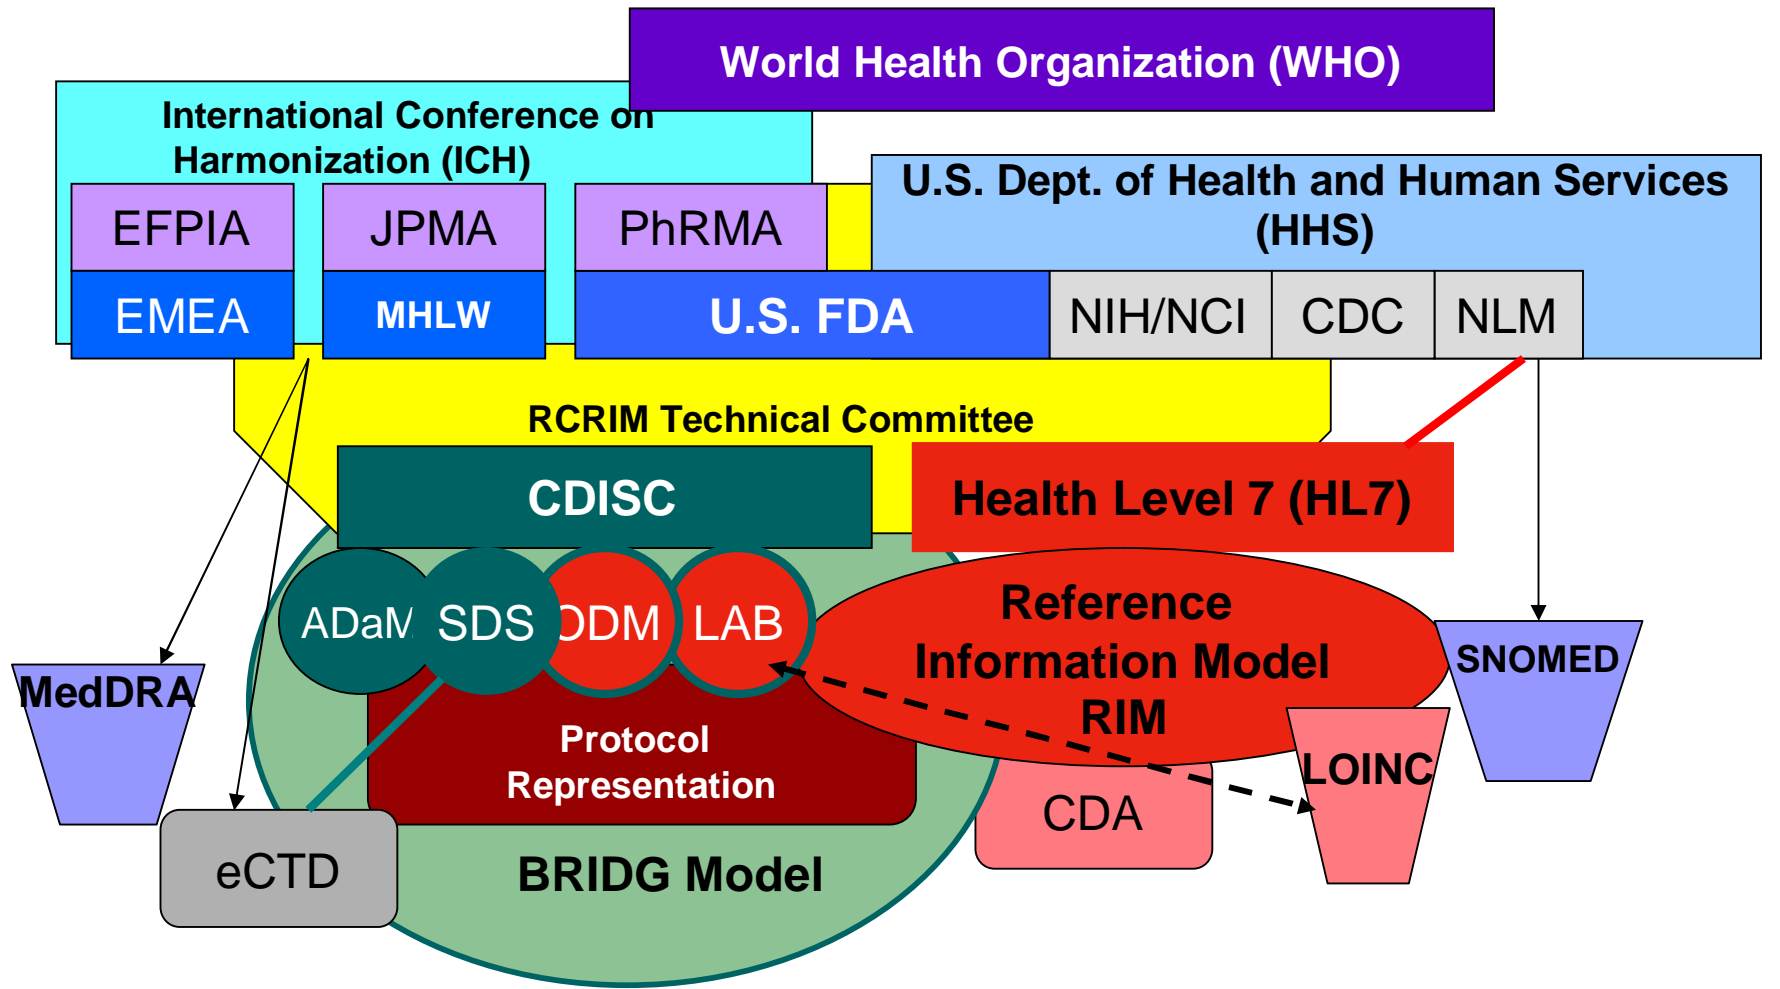 World Health Organization (WHO)
International Conference on
Harmonization (ICH)
U.S. Dept. of Health and Human Services
(HHS)
EFPIA
JPMA
PhRMA
EMEA
MHLW
U.S. FDA
NIH/NCI
CDC
NLM
RCRIM Technical Committee
CDISC
Health Level 7 (HL7)
ADaM
SDS
ODM
LAB
Reference
Information Model
RIM
SNOMED
MedDRA
Protocol
Representation
LOINC
CDA
eCTD
BRIDG Model